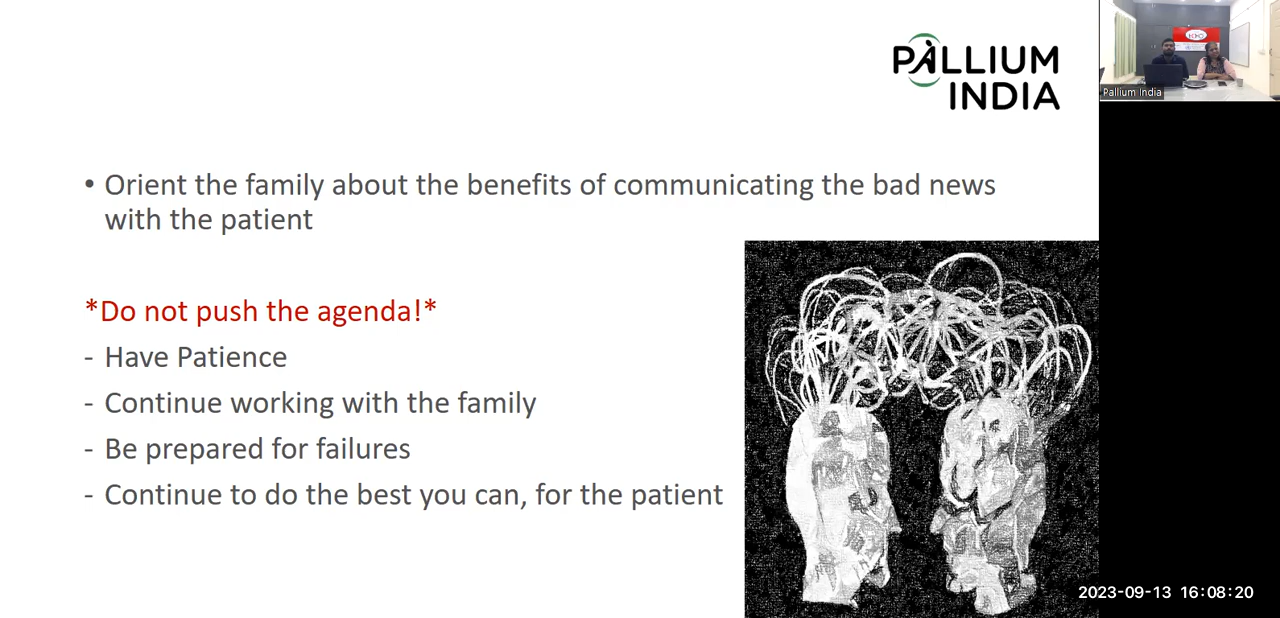 PALLIUM
INDIA
Pallium India
• Orient the family about the benefits of communicating the bad news
with the patient
*Do not push the agenda!*
- Have Patience
- Continue working with the family
- Be prepared for failures
- Continue to do the best you can, for the patient
2023-09-13 16:08:20